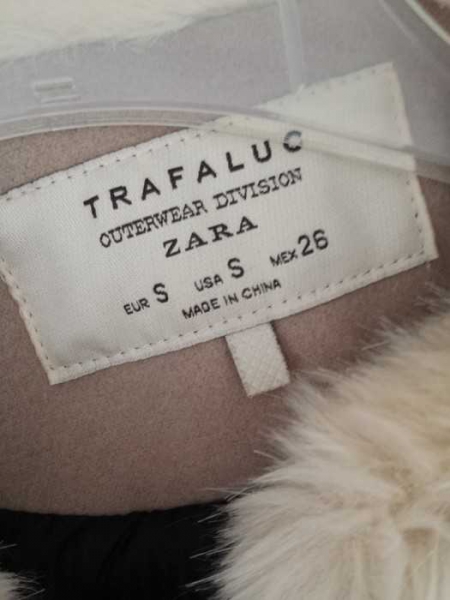 TRAFALUC
OUTERWEAR DIVISION
ZARA
EUR S USA S MEX 26
MADE IN CHINA